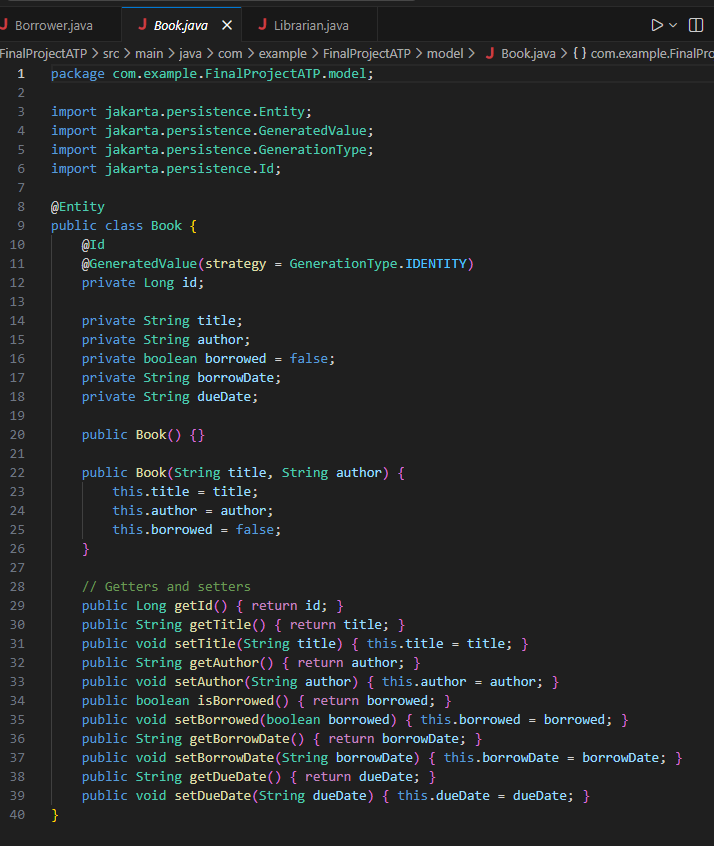 Borrower.java Book.java Librarian.java
FinalProjectATP > src > main > java > com > example > FinalProjectATP > model > Book.java > { } com.example.FinalPro
1 package com.example.FinalProjectATP.model;
2
3 import jakarta.persistence.Entity;
4 import jakarta.persistence.GeneratedValue;
5 import jakarta.persistence.GenerationType;
6 import jakarta.persistence.Id;
7
8 @Entity
9 public class Book {
10     @Id
11     @GeneratedValue(strategy = GenerationType.IDENTITY)
12     private Long id;
13
14     private String title;
15     private String author;
16     private boolean borrowed = false;
17     private String borrowDate;
18     private String dueDate;
19
20     public Book() {}
21
22     public Book(String title, String author) {
23         this.title = title;
24         this.author = author;
25         this.borrowed = false;
26     }
27
28     // Getters and setters
29     public Long getId() { return id; }
30     public String getTitle() { return title; }
31     public void setTitle(String title) { this.title = title; }
32     public String getAuthor() { return author; }
33     public void setAuthor(String author) { this.author = author; }
34     public boolean isBorrowed() { return borrowed; }
35     public void setBorrowed(boolean borrowed) { this.borrowed = borrowed; }
36     public String getBorrowDate() { return borrowDate; }
37     public void setBorrowDate(String borrowDate) { this.borrowDate = borrowDate; }
38     public String getDueDate() { return dueDate; }
39     public void setDueDate(String dueDate) { this.dueDate = dueDate; }
40 }